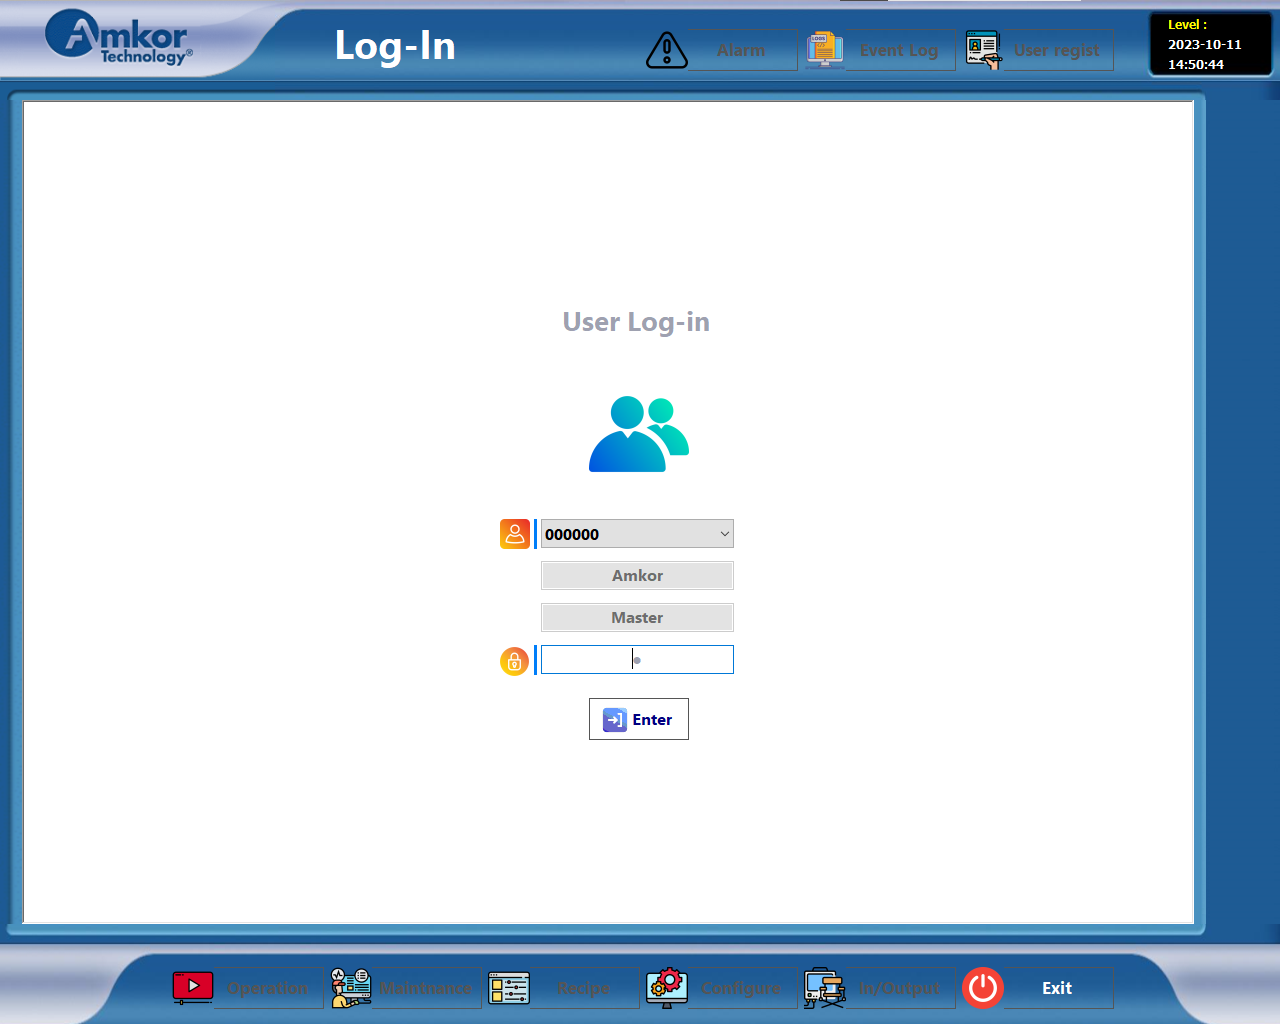 Amkor
Technology®
Log-In
Alarm
Event Log
User regist
Level :
2023-10-11
14:50:44
LOGS
User Log-in
000000
Amkor
Master
Enter
Operation
Maintnance
Recipe
Configure
In/Output
Exit